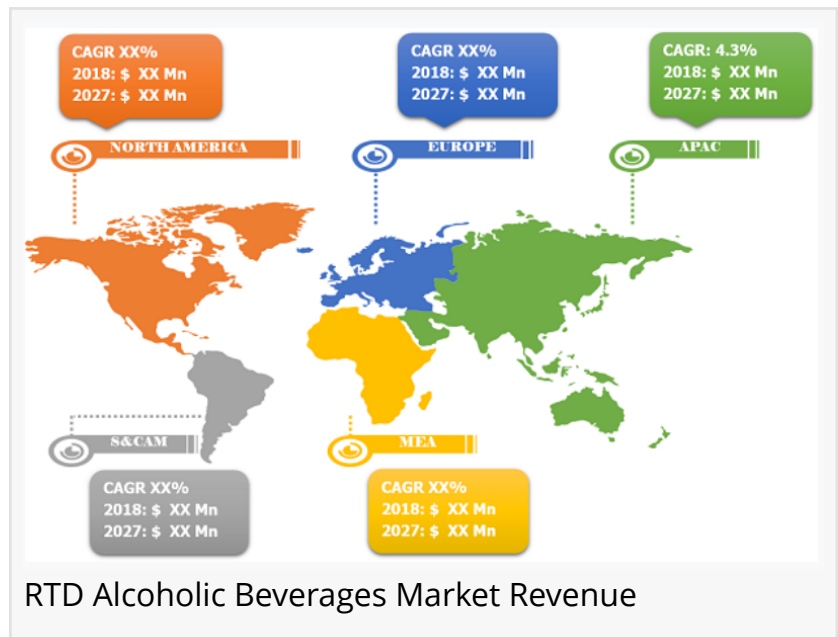 CAGR XX%
2018: $ XX Mn
2027: $ XX Mn
CAGR XX%
2018: $ XX Mn
2027: $ XX Mn
CAGR: 4.3%
2018: $ XX Mn
2027: $ XX Mn
NORTH AMERICA
EUROPE
APAC
S&CAM
MEA
CAGR XX%
2018: $ XX Mn
2027: $ XX Mn
CAGR XX%
2018: $ XX Mn
2027: $ XX Mn
RTD Alcoholic Beverages Market Revenue